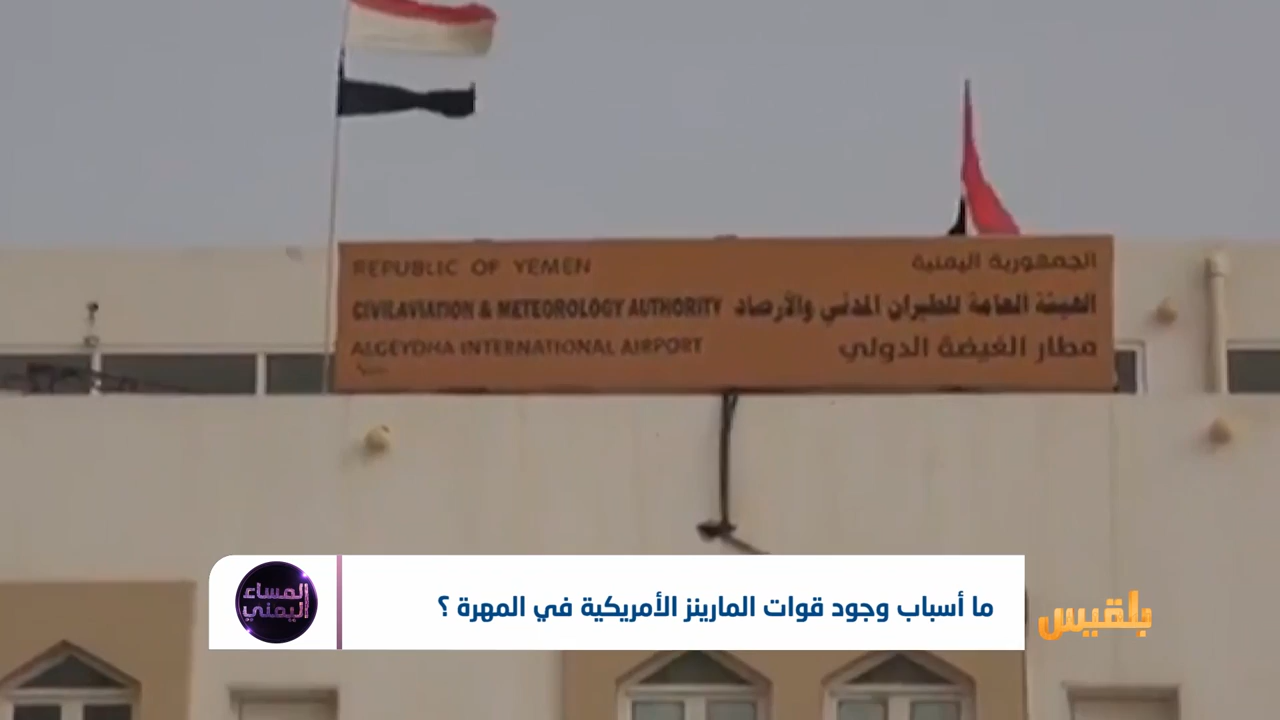 REPUBLIC OF YEMEN
الجمهورية اليمنية
CIVILAVIATION & METEOROLOGY AUTHORITY
الهيئة العامة للطيران المدني والأرصاد
ALGEYDHA INTERNATIONAL AIRPORT
مطار الغيضة الدولي
ما أسباب وجود قوات المارينز الأمريكية في المهرة ؟
المساء
اليمني
بلقيس